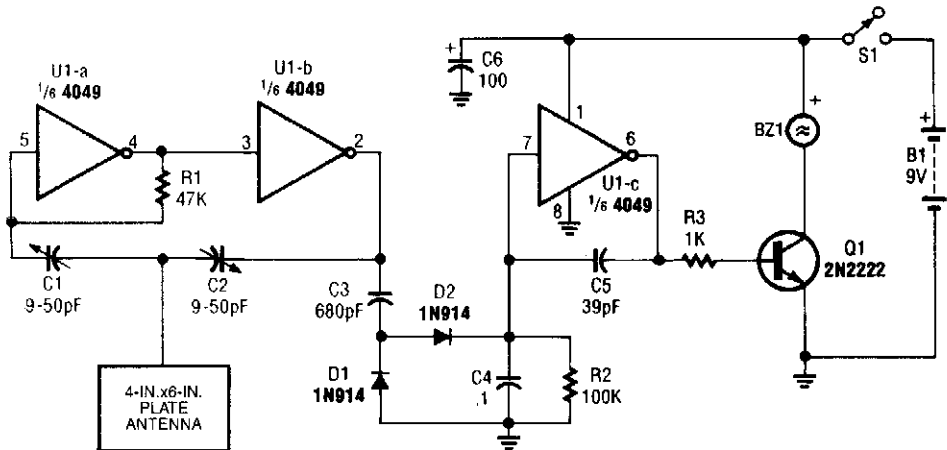 U1-a
1/6 4049
5
4
R1
47K
U1-b
1/6 4049
3
2
C1
9-50pF
C2
9-50pF
4-IN.x6-IN.
PLATE
ANTENNA
C3
680pF
D1
1N914
D2
1N914
C4
.1
R2
100K
+
C6
100
1
7
6
8
U1-c
1/6 4049
C5
39pF
R3
1K
+
BZ1
Q1
2N2222
S1
+
B1
9V